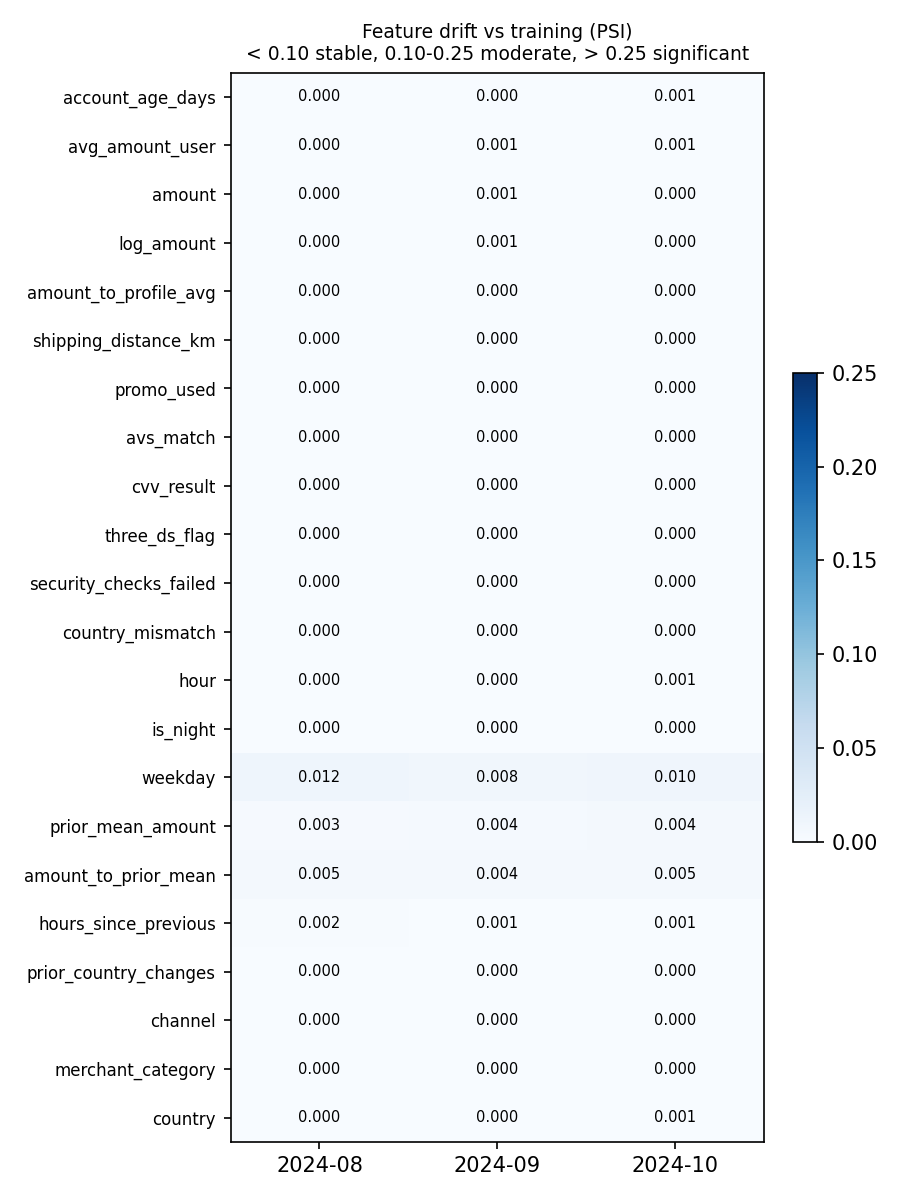 Feature drift vs training (PSI)
< 0.10 stable, 0.10-0.25 moderate, > 0.25 significant
account_age_days 0.000 0.000 0.001
avg_amount_user 0.000 0.001 0.001
amount 0.000 0.001 0.000
log_amount 0.000 0.001 0.000
amount_to_profile_avg 0.000 0.000 0.000
shipping_distance_km 0.000 0.000 0.000
promo_used 0.000 0.000 0.000
avs_match 0.000 0.000 0.000
cvv_result 0.000 0.000 0.000
three_ds_flag 0.000 0.000 0.000
security_checks_failed 0.000 0.000 0.000
country_mismatch 0.000 0.000 0.000
hour 0.000 0.000 0.001
is_night 0.000 0.000 0.000
weekday 0.012 0.008 0.010
prior_mean_amount 0.003 0.004 0.004
amount_to_prior_mean 0.005 0.004 0.005
hours_since_previous 0.002 0.001 0.001
prior_country_changes 0.000 0.000 0.000
channel 0.000 0.000 0.000
merchant_category 0.000 0.000 0.000
country 0.000 0.000 0.001
2024-08 2024-09 2024-10
0.25
0.20
0.15
0.10
0.05
0.00